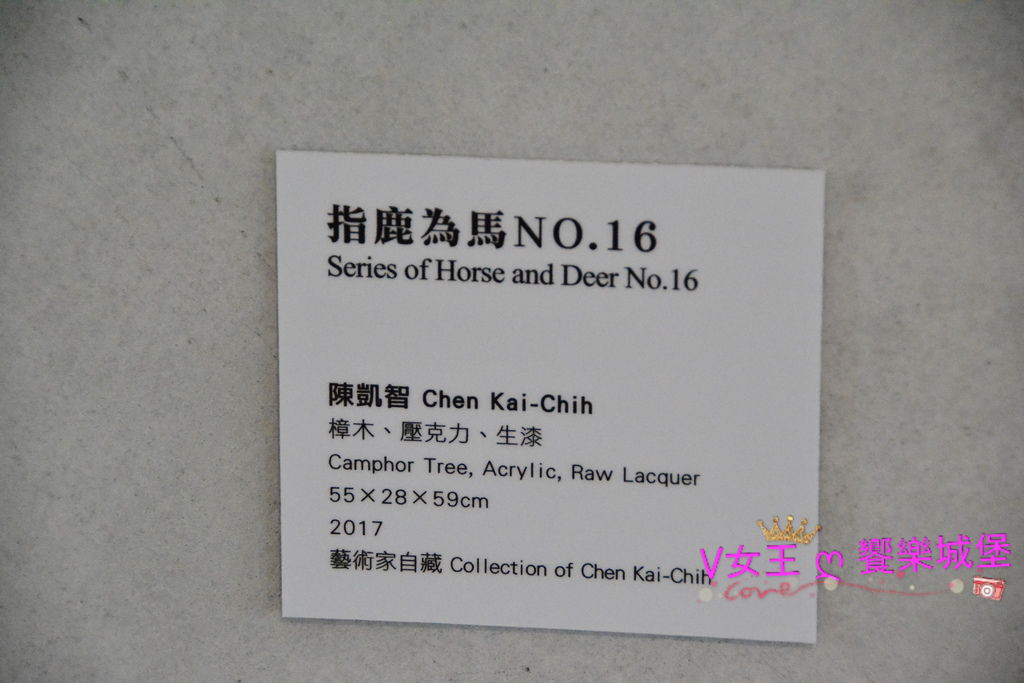 指鹿為馬NO.16
Series of Horse and Deer No.16
陳凱智 Chen Kai-Chih
樟木、壓克力、生漆
Camphor Tree, Acrylic, Raw Lacquer
55×28×59cm
2017
藝術家自藏 Collection of Chen Kai-Chih
V女王ღ饗樂城堡